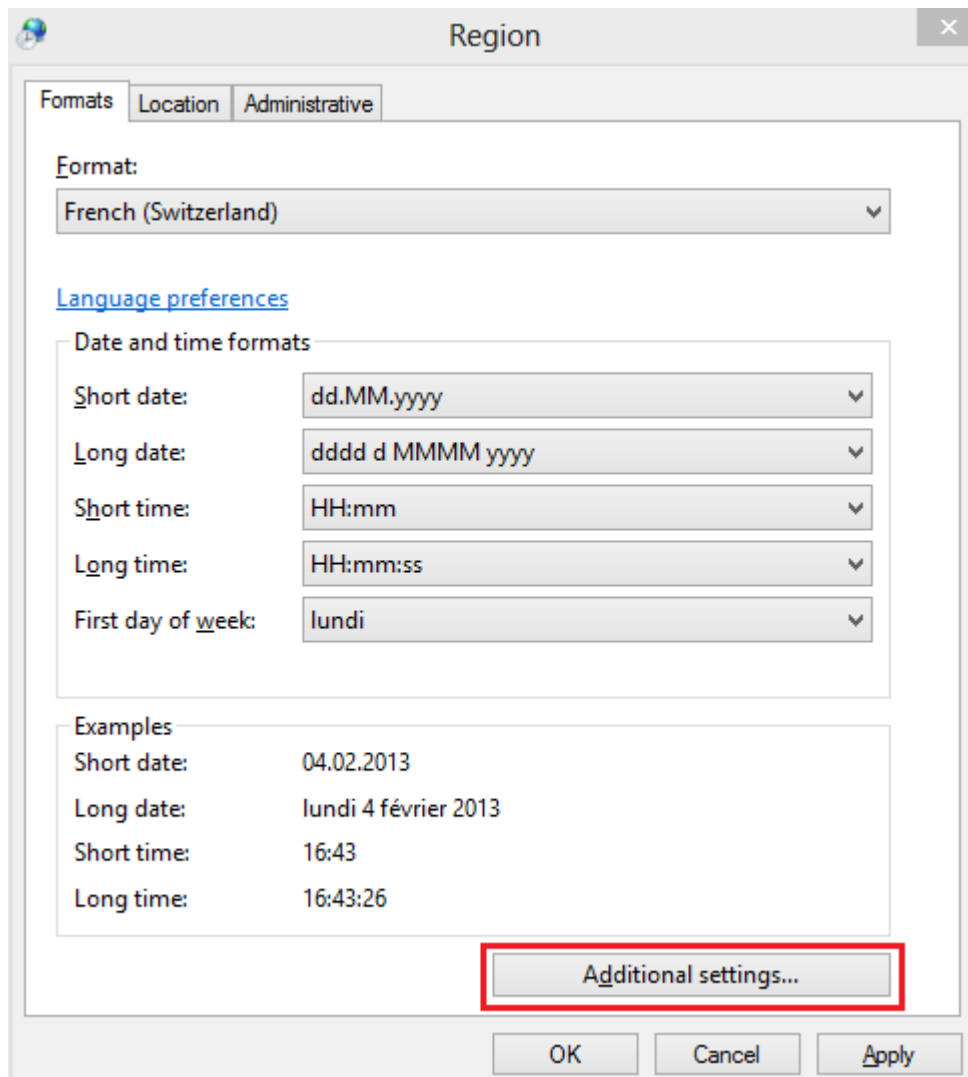 Region
Formats Location Administrative
Format:
French (Switzerland)
Language preferences
Date and time formats
Short date: dd.MM.yyyy
Long date: dddd d MMMM yyyy
Short time: HH:mm
Long time: HH:mm:ss
First day of week: lundi
Examples
Short date: 04.02.2013
Long date: lundi 4 février 2013
Short time: 16:43
Long time: 16:43:26
Additional settings...
OK Cancel Apply